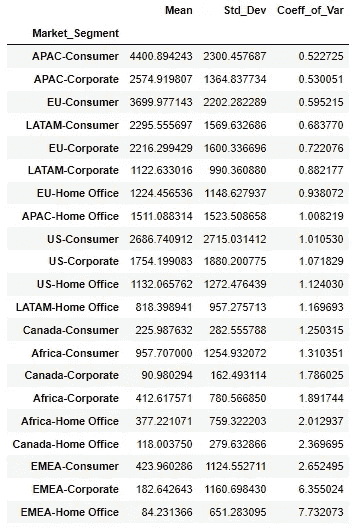 Mean Std_Dev Coeff_of_Var
Market_Segment
APAC-Consumer 4400.894243 2300.457687 0.522725
APAC-Corporate 2574.919807 1364.837734 0.530051
EU-Consumer 3699.977143 2202.282289 0.595215
LATAM-Consumer 2295.555697 1569.632686 0.683770
EU-Corporate 2216.299429 1600.336696 0.722076
LATAM-Corporate 1122.633016 990.360880 0.882177
EU-Home Office 1224.456536 1148.627937 0.938072
APAC-Home Office 1511.088314 1523.508658 1.008219
US-Consumer 2686.740912 2715.031412 1.010530
US-Corporate 1754.199083 1880.200775 1.071829
US-Home Office 1132.065762 1272.476439 1.124030
LATAM-Home Office 818.398941 957.275713 1.169693
Canada-Consumer 225.987632 282.555788 1.250315
Africa-Consumer 957.707000 1254.932072 1.310351
Canada-Corporate 90.980294 162.493114 1.786025
Africa-Corporate 412.617571 780.566850 1.891744
Africa-Home Office 377.221071 759.322203 2.012937
Canada-Home Office 118.003750 279.632866 2.369695
EMEA-Consumer 423.960286 1124.552711 2.652495
EMEA-Corporate 182.642643 1160.698430 6.355024
EMEA-Home Office 84.231366 651.283095 7.732073